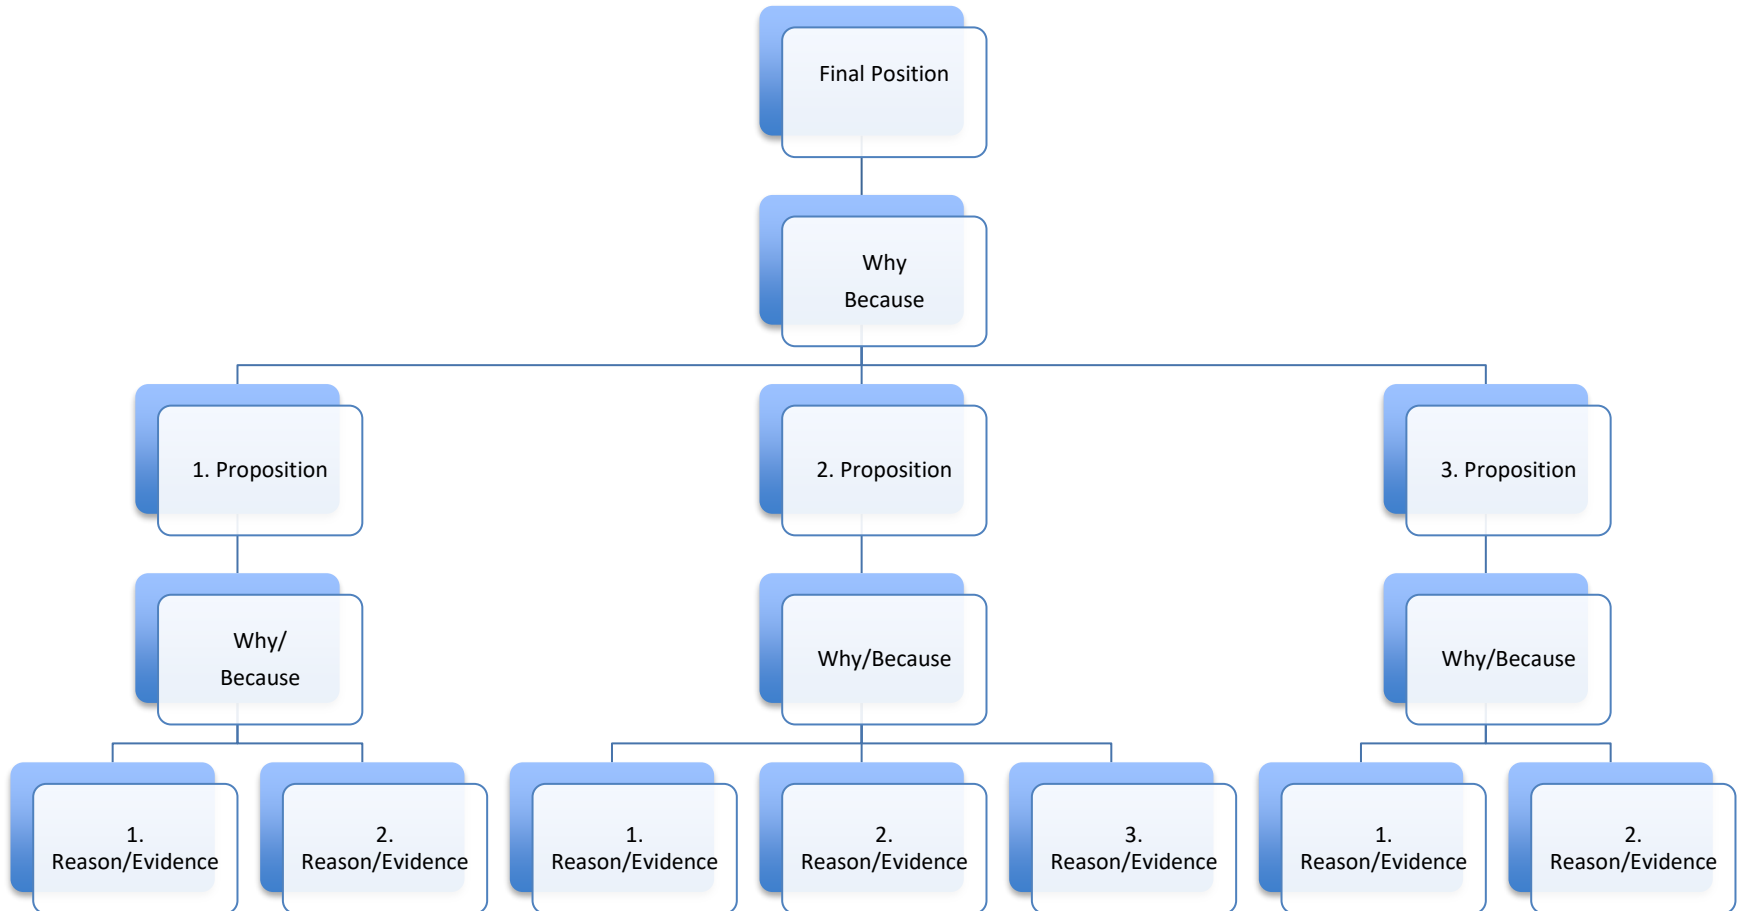 Final Position
Why
Because
1. Proposition
2. Proposition
3. Proposition
Why/
Because
Why/Because
Why/Because
1.
Reason/Evidence
2.
Reason/Evidence
1.
Reason/Evidence
2.
Reason/Evidence
3.
Reason/Evidence
1.
Reason/Evidence
2.
Reason/Evidence